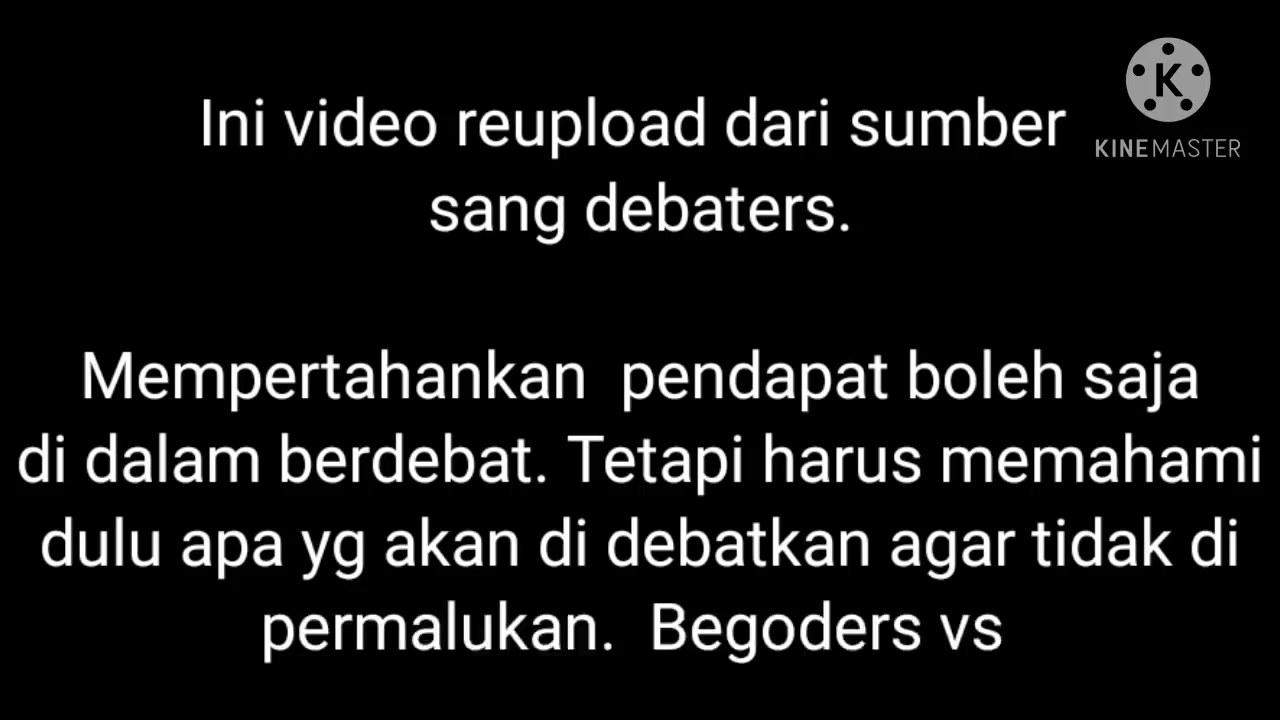 Ini video reupload dari sumber
sang debaters.
Mempertahankan  pendapat boleh saja
di dalam berdebat. Tetapi harus memahami
dulu apa yg akan di debatkan agar tidak di
permalukan.  Begoders vs
K
KINEMASTER